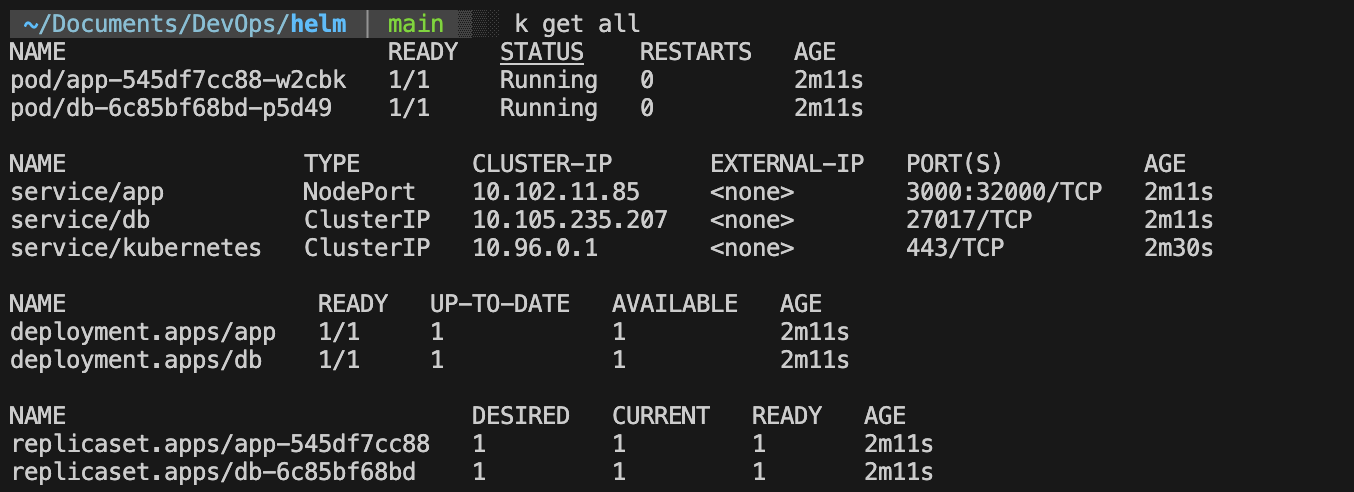 ~/Documents/DevOps/helm | main k get all
NAME READY STATUS RESTARTS AGE
pod/app-545df7cc88-w2cbk 1/1 Running 0 2m11s
pod/db-6c85bf68bd-p5d49 1/1 Running 0 2m11s
NAME TYPE CLUSTER-IP EXTERNAL-IP PORT(S) AGE
service/app NodePort 10.102.11.85 <none> 3000:32000/TCP 2m11s
service/db ClusterIP 10.105.235.207 <none> 27017/TCP 2m11s
service/kubernetes ClusterIP 10.96.0.1 <none> 443/TCP 2m30s
NAME READY UP-TO-DATE AVAILABLE AGE
deployment.apps/app 1/1 1 1 2m11s
deployment.apps/db 1/1 1 1 2m11s
NAME DESIRED CURRENT READY AGE
replicaset.apps/app-545df7cc88 1 1 1 2m11s
replicaset.apps/db-6c85bf68bd 1 1 1 2m11s